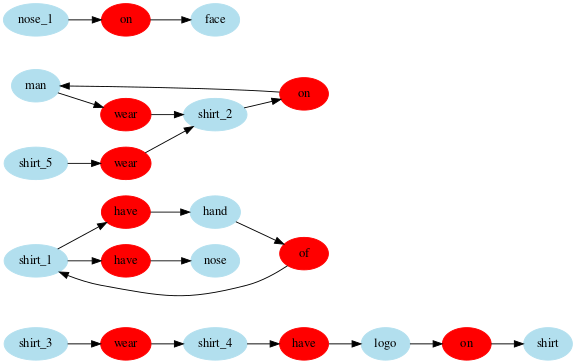 nose_1 on face
man on
wear shirt_2
shirt_5 wear
have hand
shirt_1 have nose of
shirt_3 wear shirt_4 have logo on shirt